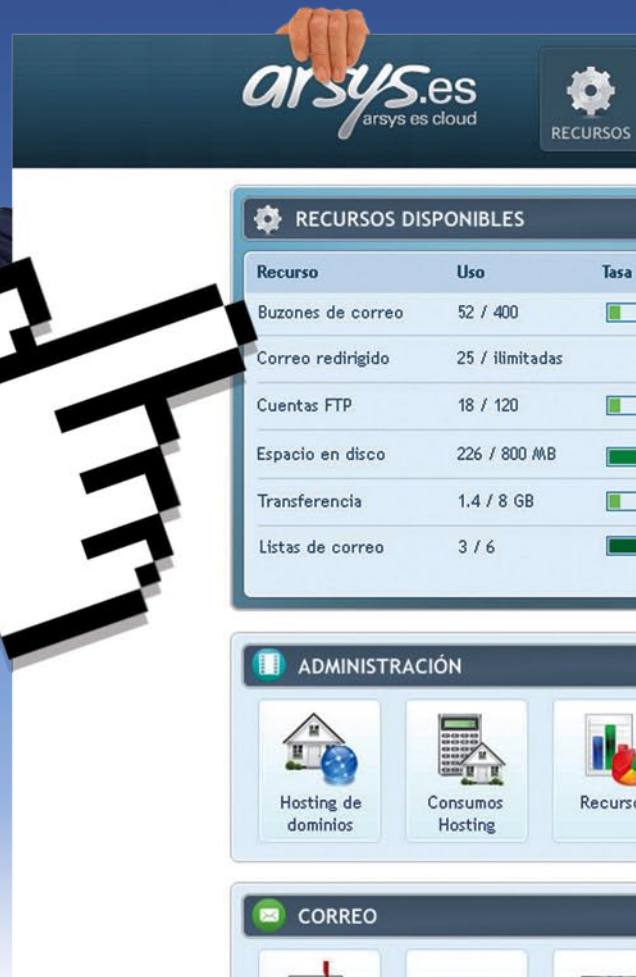 arsys.es
arsys es cloud
RECURSOS
RECURSOS DISPONIBLES
Recurso Uso Tasa
Buzones de correo 52 / 400
Correo redirigido 25 / ilimitadas
Cuentas FTP 18 / 120
Espacio en disco 226 / 800 MB
Transferencia 1.4 / 8 GB
Listas de correo 3 / 6
ADMINISTRACIÓN
Hosting de Consumos Recurso
dominios Hosting
CORREO